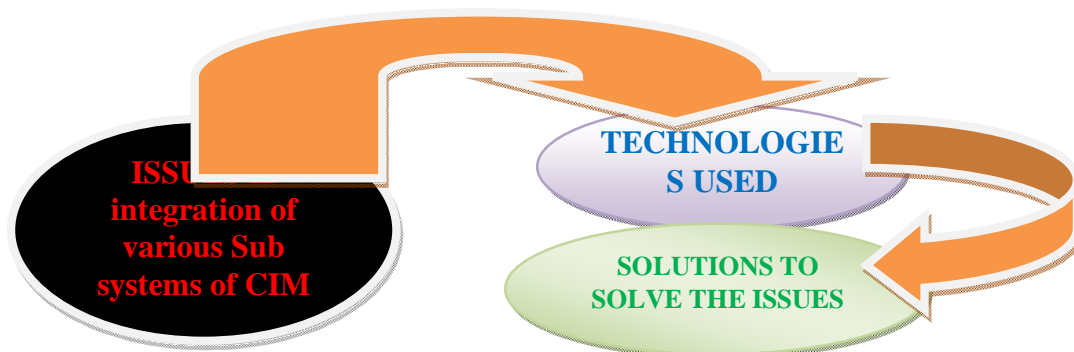 ISSU
integration of
various Sub
systems of CIM
TECHNOLOGIE
S USED
SOLUTIONS TO
SOLVE THE ISSUES